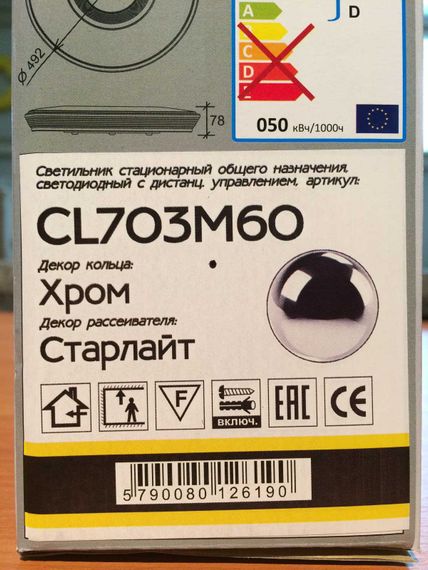 Ø 492
78
A
B
C
D
E
D
050 кВч/1000ч
Светильник стационарный общего назначения,
светодиодный с дистанц. управлением, артикул:
CL703M60
Декор кольца:
Хром
Декор рассеивателя:
Старлайт
F
ВКЛЮЧ.
EAC
CE
5 790080 126190